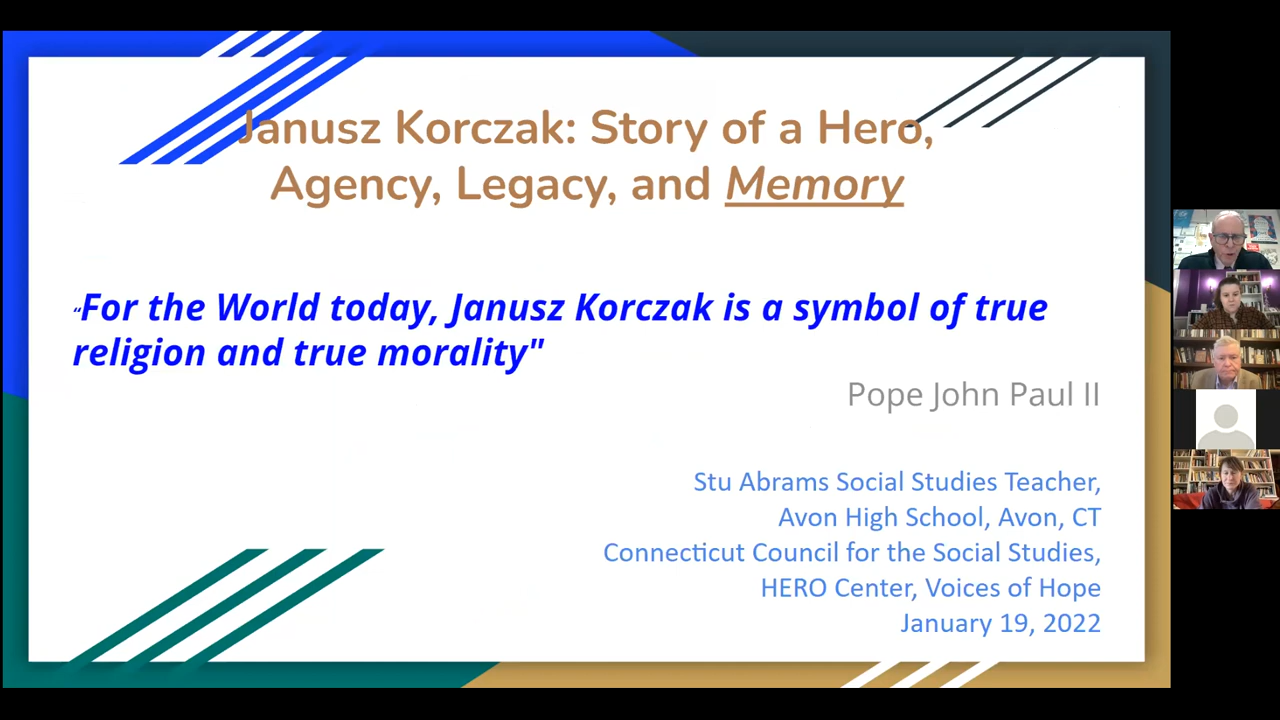 Janusz Korczak: Story of a Hero,
Agency, Legacy, and Memory
“For the World today, Janusz Korczak is a symbol of true
religion and true morality"
Pope John Paul II
Stu Abrams Social Studies Teacher,
Avon High School, Avon, CT
Connecticut Council for the Social Studies,
HERO Center, Voices of Hope
January 19, 2022